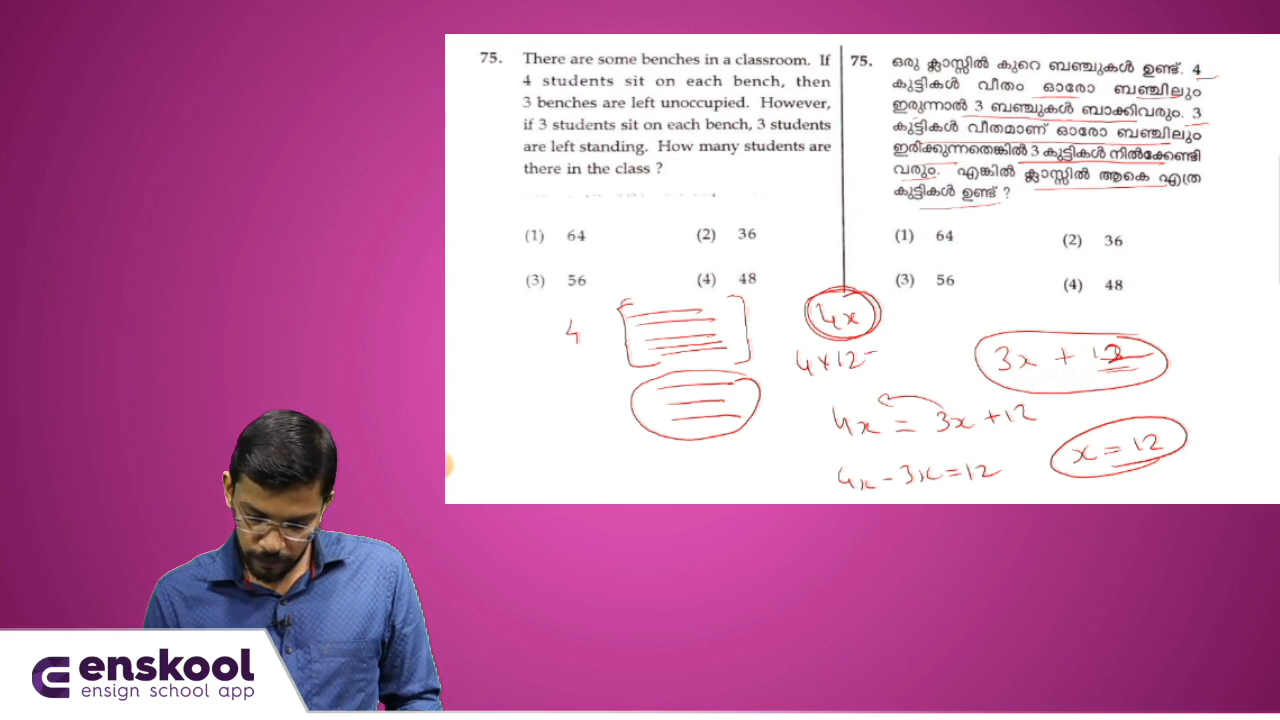 75. There are some benches in a classroom. If
4 students sit on each bench, then
3 benches are left unoccupied. However,
if 3 students sit on each bench, 3 students
are left standing. How many students are
there in the class ?
(1) 64 (2) 36
(3) 56 (4) 48
75. ഒരു ക്ലാസ്സിൽ കുറെ ബഞ്ചുകൾ ഉണ്ട്. 4
കുട്ടികൾ വീതം ഓരോ ബഞ്ചിലും
ഇരുന്നാൽ 3 ബഞ്ചുകൾ ബാക്കിവരും. 3
കുട്ടികൾ വീതമാണ് ഓരോ ബഞ്ചിലും
ഇരിക്കുന്നതെങ്കിൽ 3 കുട്ടികൾ നിൽക്കേണ്ടി
വരും. എങ്കിൽ ക്ലാസ്സിൽ ആകെ എത്ര
കുട്ടികൾ ഉണ്ട് ?
(1) 64 (2) 36
(3) 56 (4) 48
4
4x
4x12
3x + 12
4x = 3x+12
4x - 3x = 12
x = 12
enskool
ensign school app